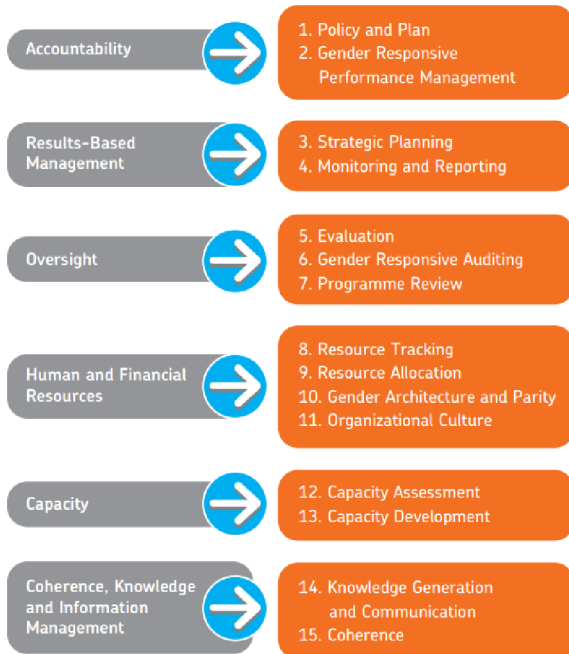 Accountability
1. Policy and Plan
2. Gender Responsive
Performance Management
Results-Based
Management
3. Strategic Planning
4. Monitoring and Reporting
Oversight
5. Evaluation
6. Gender Responsive Auditing
7. Programme Review
Human and Financial
Resources
8. Resource Tracking
9. Resource Allocation
10. Gender Architecture and Parity
11. Organizational Culture
Capacity
12. Capacity Assessment
13. Capacity Development
Coherence, Knowledge
and Information
Management
14. Knowledge Generation
and Communication
15. Coherence